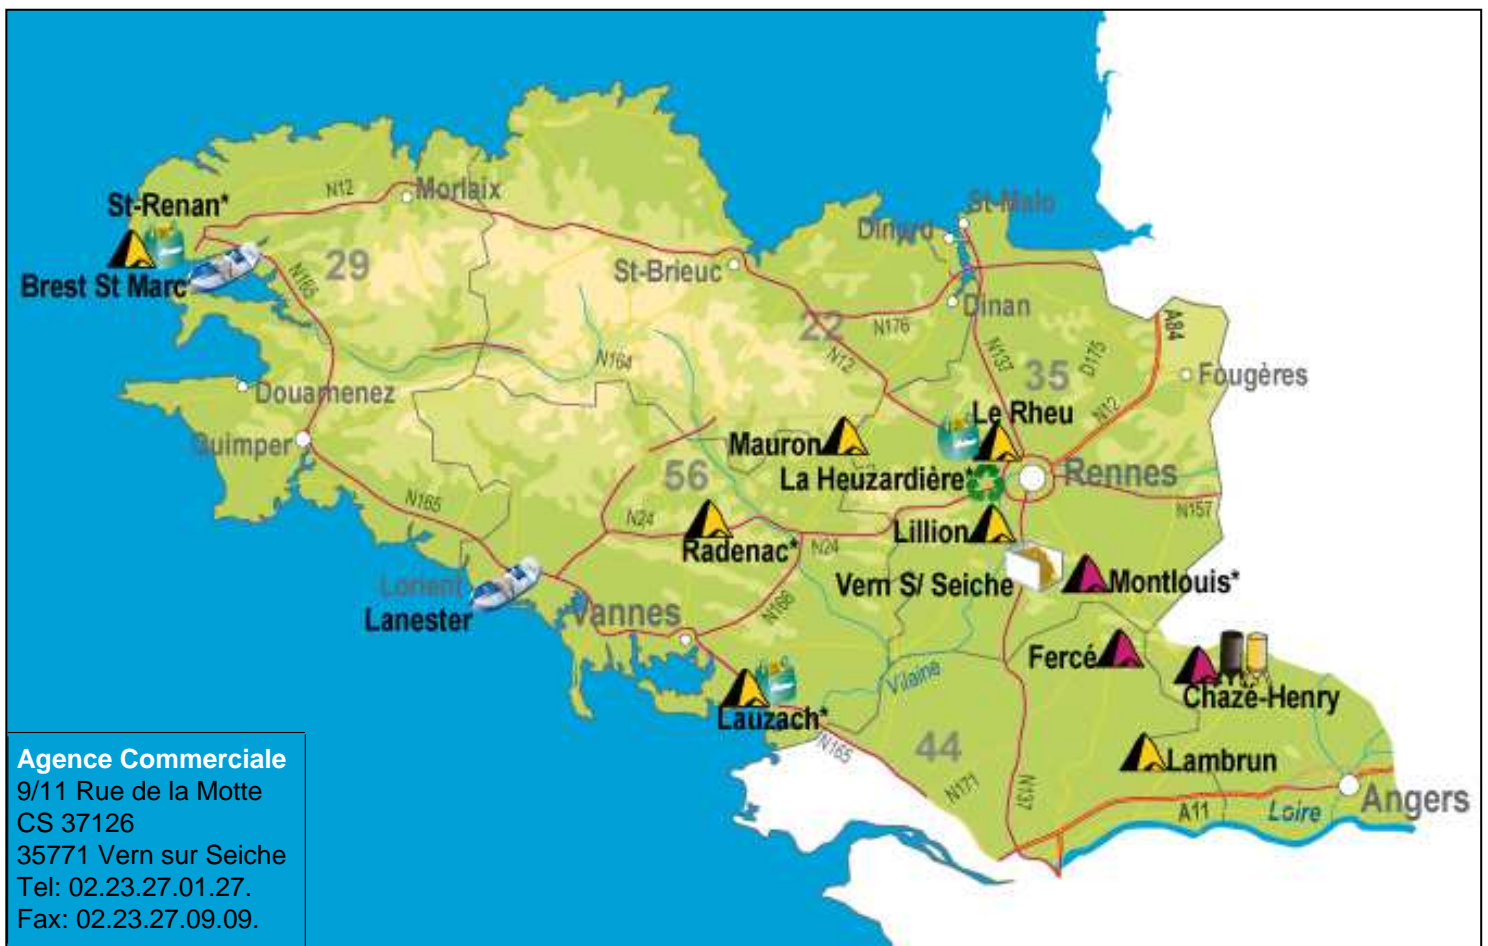 St-Malo
Morlaix
N12
St-Renan*
Dinard
Brest St Marc
N165
29
St-Brieuc
Dinan
22
N176
A84
N12
N137
D175
N164
35
Fougères
Douarnenez
N12
Le Rheu
Quimper
Mauron
56
La Heuzardière*
Rennes
N165
N157
N24
Lillion
Radenac*
N24
Vern S/ Seiche
Montlouis*
Lorient
Lanester
Vannes
N166
Fercé
Vilaine
Chazé-Henry
Lauzach*
N165
44
Lambrun
N171
N137
A11
Loire
Angers
Agence Commerciale
9/11 Rue de la Motte
CS 37126
35771 Vern sur Seiche
Tel: 02.23.27.01.27.
Fax: 02.23.27.09.09.